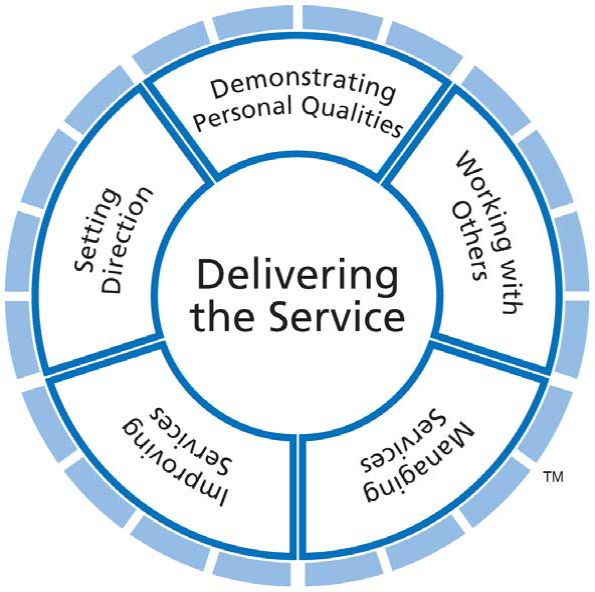 Demonstrating
Personal Qualities
Working with
Others
Managing
Services
Improving
Services
Setting
Direction
Delivering
the Service
TM